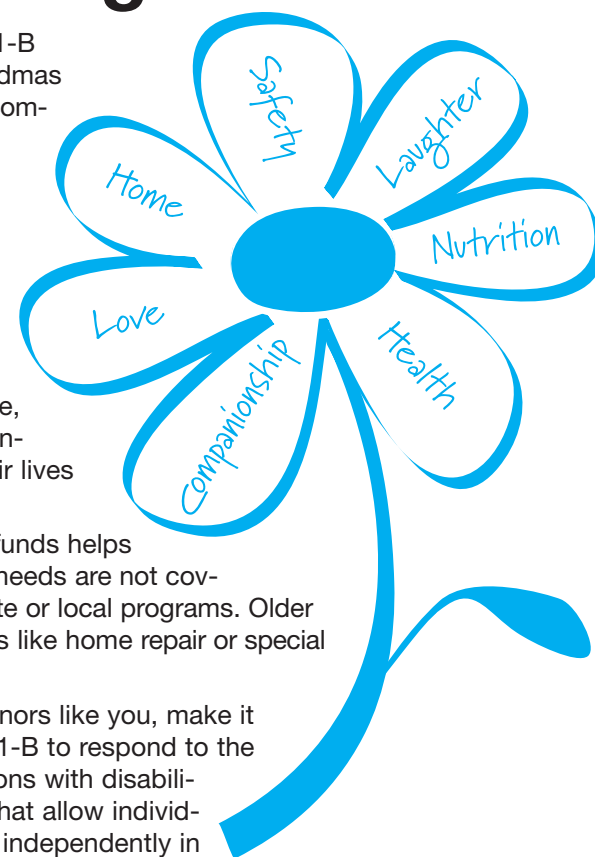 g
1-B
dmas
om-
e,
n-
ir lives
funds helps
needs are not cov-
te or local programs. Older
s like home repair or special
nors like you, make it
1-B to respond to the
ons with disabili-
hat allow individ-
independently in
Safety
Laughter
Home
Nutrition
Love
Health
Companionship